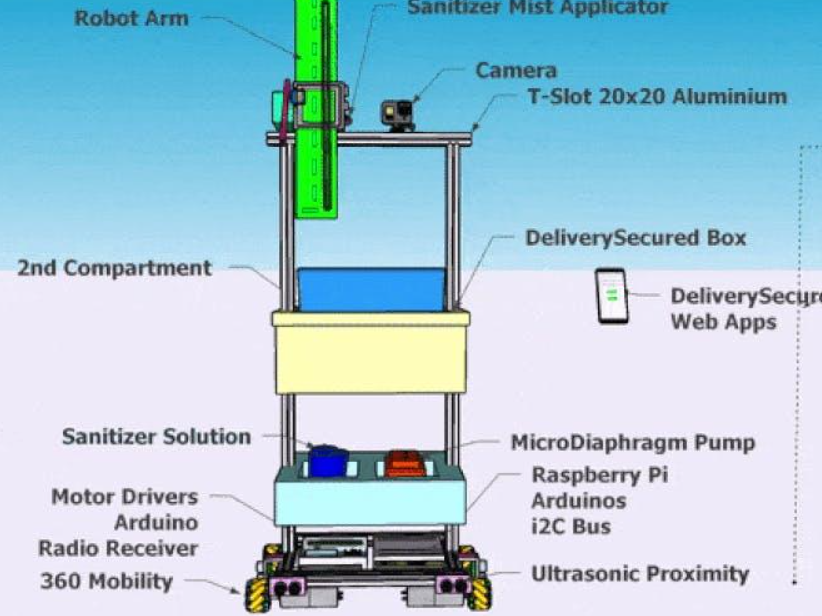 Sanitizer Mist Applicator
Robot Arm
Camera
T-Slot 20x20 Aluminium
DeliverySecured Box
2nd Compartment
DeliverySecure
Web Apps
Sanitizer Solution
MicroDiaphragm Pump
Raspberry Pi
Arduinos
i2C Bus
Motor Drivers
Arduino
Radio Receiver
360 Mobility
Ultrasonic Proximity